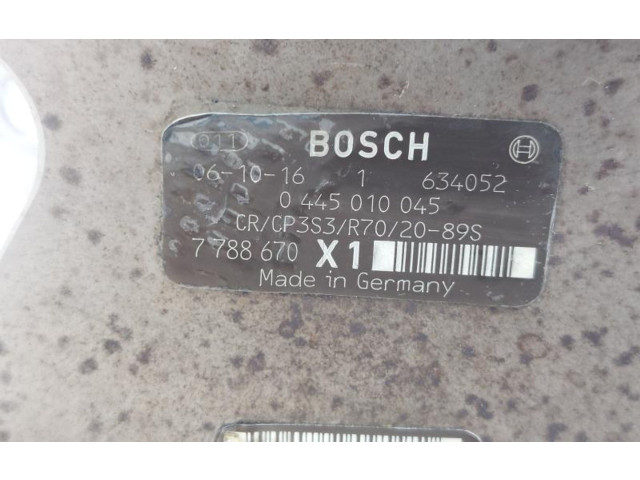 011 BOSCH
06-10-16 1 634052
0 445 010 045
CR/CP3S3/R70/20-89S
7 788 670 X1
Made in Germany